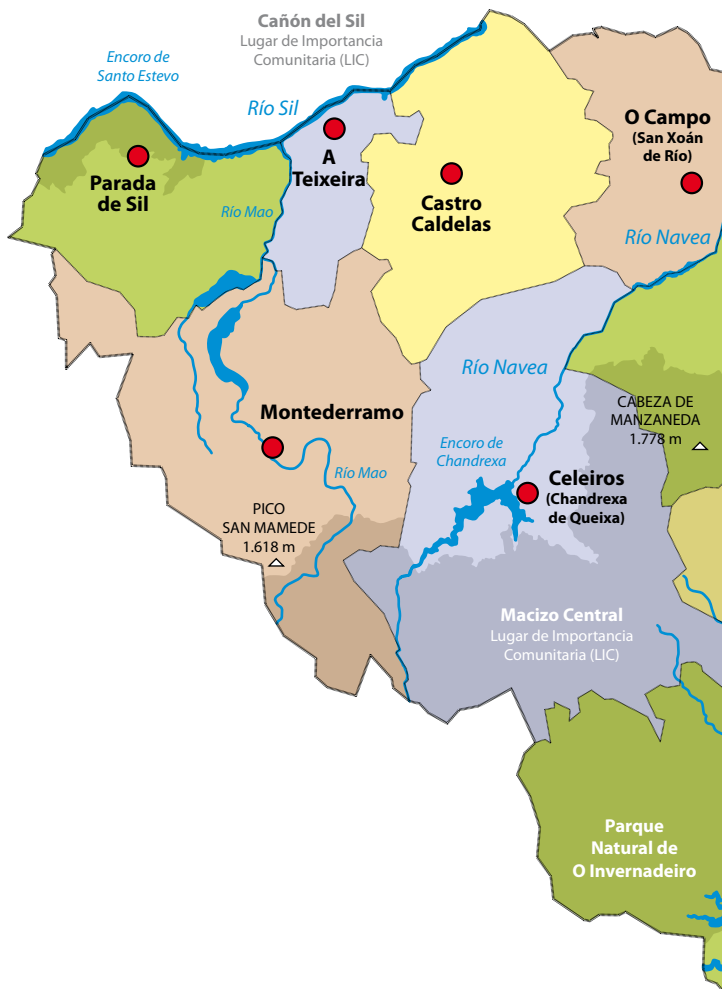 Cañón del Sil
Lugar de Importancia
Comunitaria (LIC)
Encoro de
Santo Estevo
Río Sil
O Campo
(San Xoán
de Río)
A
Teixeira
Parada
de Sil
Castro
Caldelas
Río Mao
Río Navea
Río Navea
CABEZA DE
MANZANEDA
1.778 m
Montederramo
Encoro de
Chandrexa
Río Mao
Celeiros
(Chandrexa
de Queixa)
PICO
SAN MAMEDE
1.618 m
Macizo Central
Lugar de Importancia
Comunitaria (LIC)
Parque
Natural de
O Invernadeiro